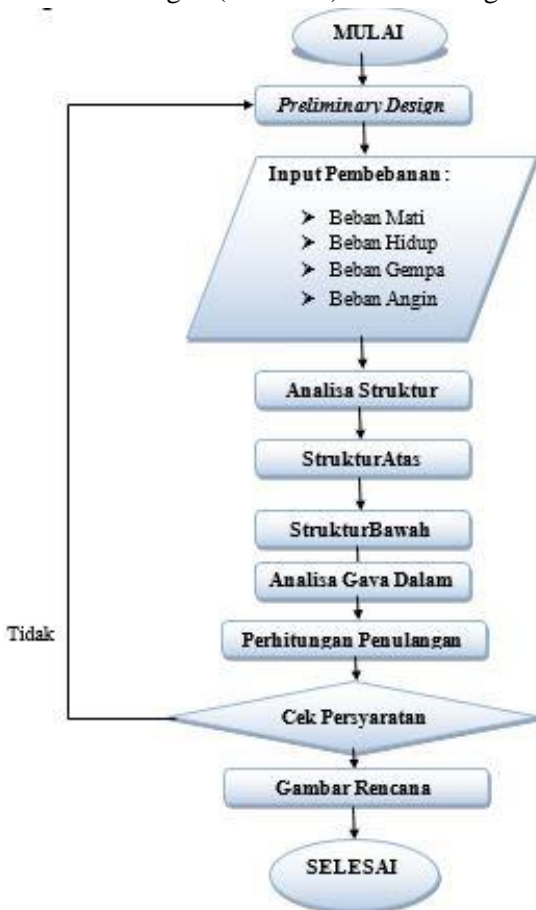 MULAI
Preliminary Design
Input Pembebanan :
➤ Beban Mati
➤ Beban Hidup
➤ Beban Gempa
➤ Beban Angin
Analisa Struktur
StrukturAtas
StrukturBawah
Analisa Gaya Dalam
Perhitungan Penulangan
Tidak
Cek Persyaratan
Gambar Rencana
SELESAI